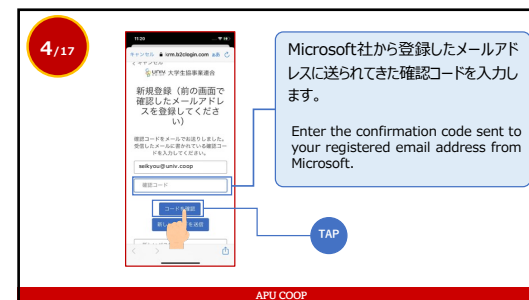 4/17
11:20
キャンセル
crm.b2clogin.com
ぁあ
univ 大学生協事業連合
新規登録（前の画面で
確認したメールアドレ
スを登録してくださ
い）
確認コードをメールでお送りしました。
受信したメールに書かれている確認コー
ドを入力してください。
seikyou@univ.coop
確認コード
コードを確認
新し
を送信
Microsoft社から登録したメールアド
レスに送られてきた確認コードを入力し
ます。
Enter the confirmation code sent to
your registered email address from
Microsoft.
TAP
APU COOP